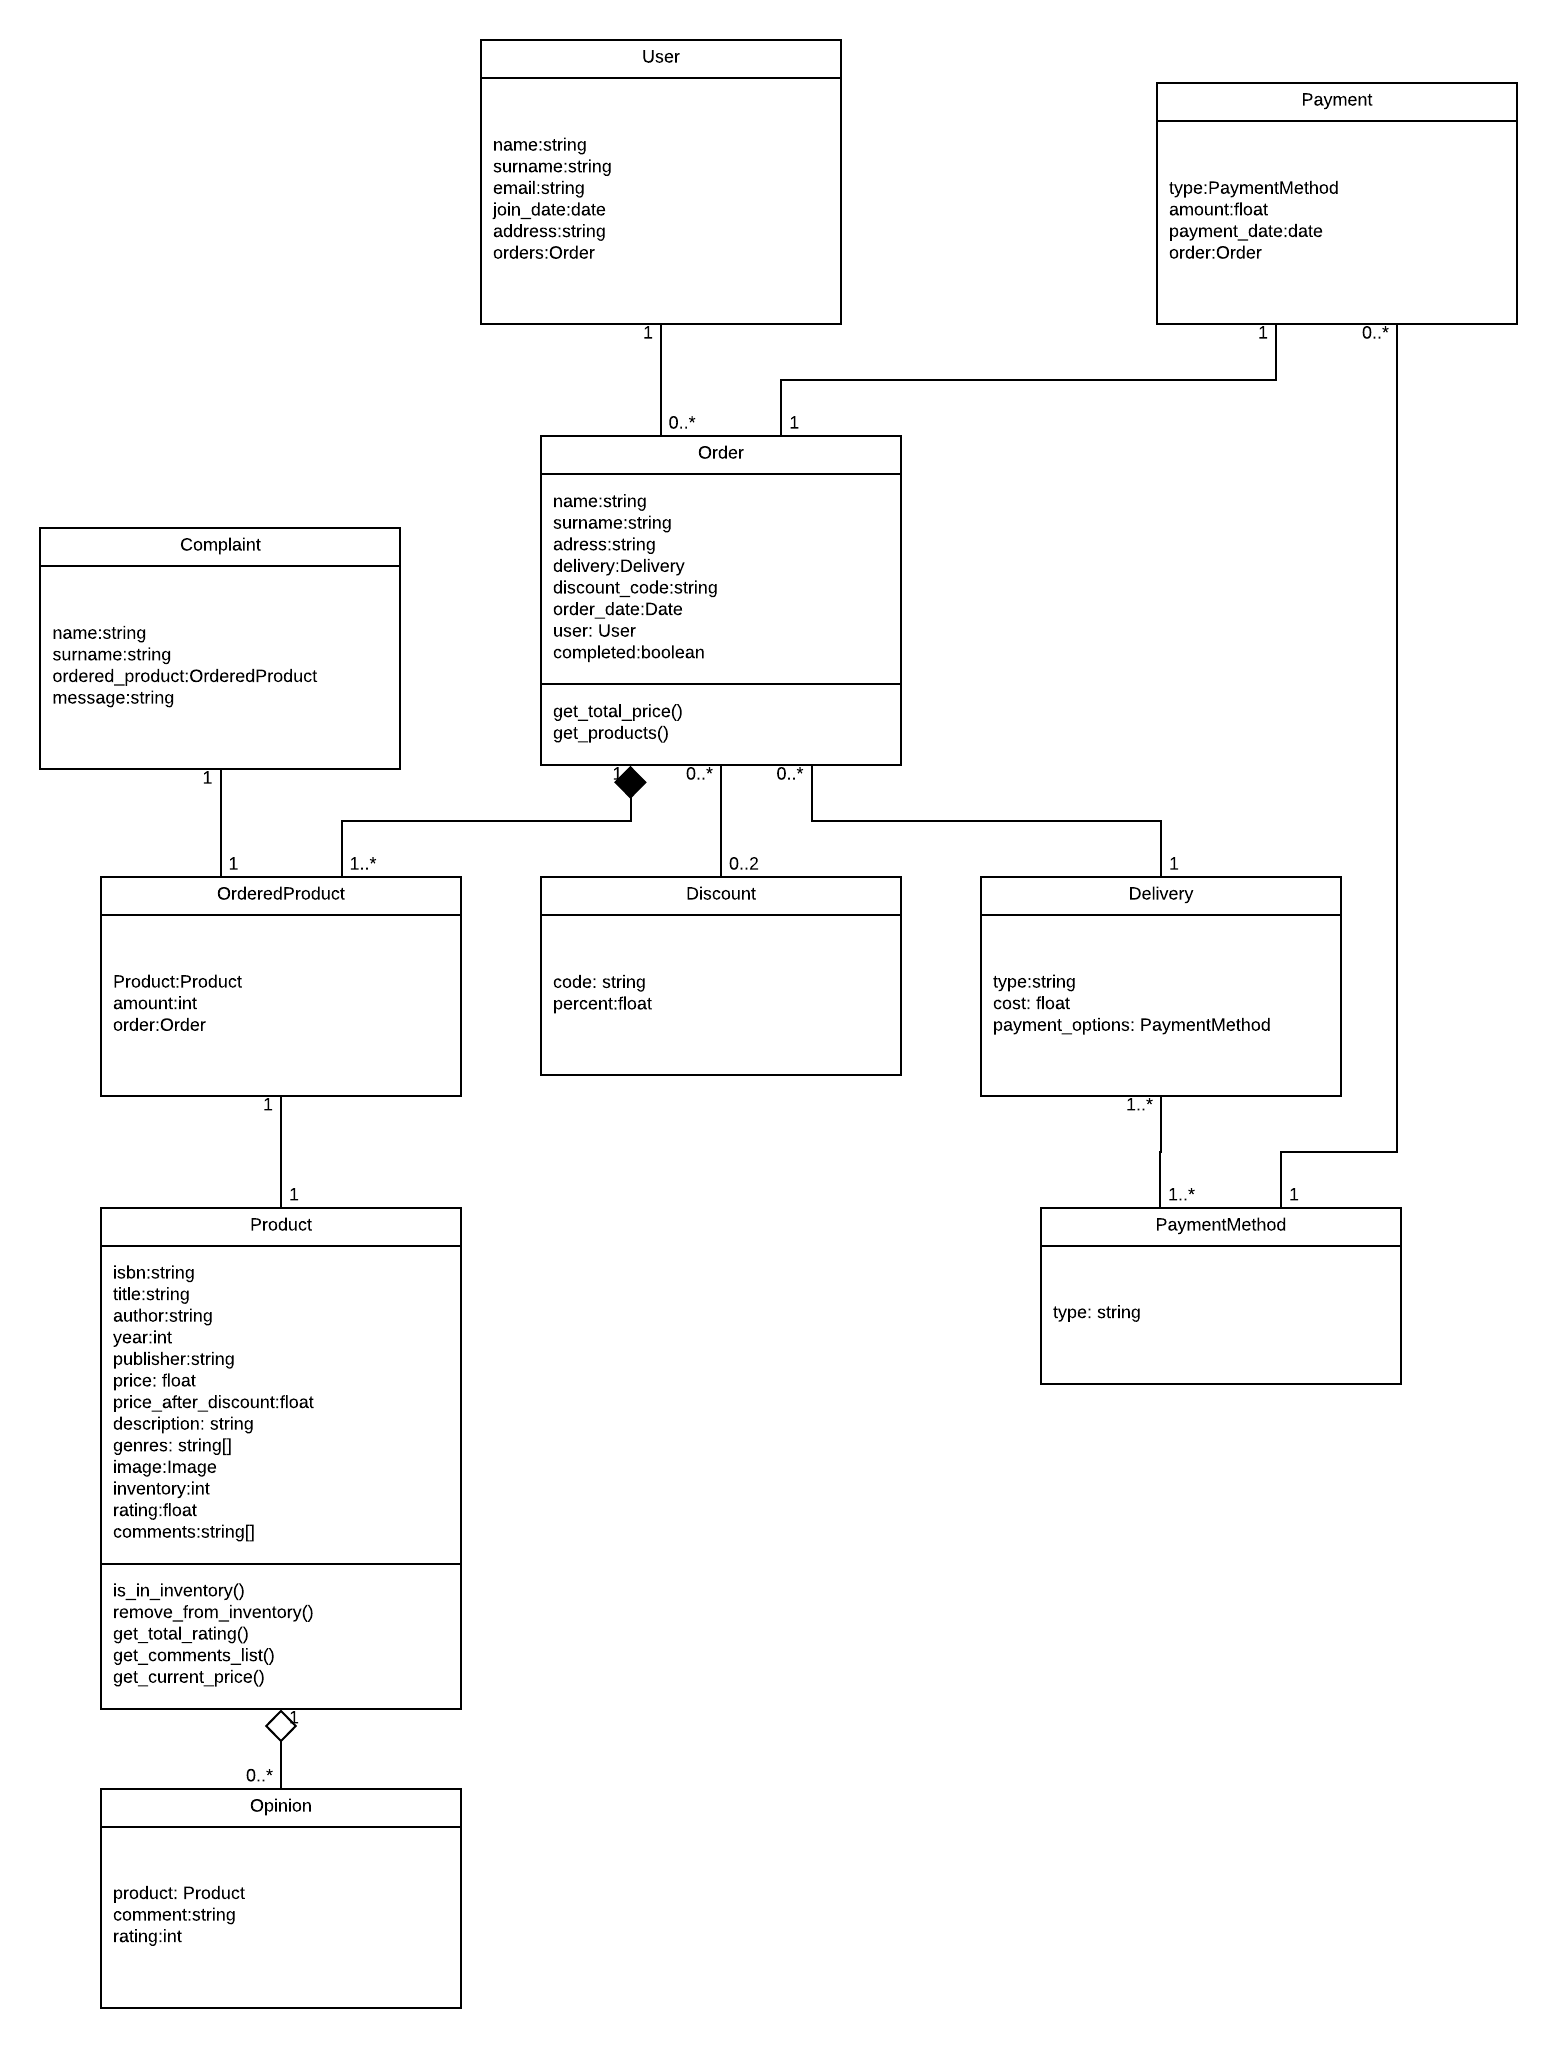 User
name:string
surname:string
email:string
join_date:date
address:string
orders:Order
Payment
type:PaymentMethod
amount:float
payment_date:date
order:Order
1
1
0..*
0..*
1
Order
name:string
surname:string
adress:string
delivery:Delivery
discount_code:string
order_date:Date
user: User
completed:boolean
get_total_price()
get_products()
Complaint
name:string
surname:string
ordered_product:OrderedProduct
message:string
1
1
0..*
0..*
1
1..*
0..2
1
OrderedProduct
Product:Product
amount:int
order:Order
Discount
code: string
percent:float
Delivery
type:string
cost: float
payment_options: PaymentMethod
1
1..*
1
1..*
1
Product
isbn:string
title:string
author:string
year:int
publisher:string
price: float
price_after_discount:float
description: string
genres: string[]
image:Image
inventory:int
rating:float
comments:string[]
is_in_inventory()
remove_from_inventory()
get_total_rating()
get_comments_list()
get_current_price()
PaymentMethod
type: string
1
0..*
Opinion
product: Product
comment:string
rating:int